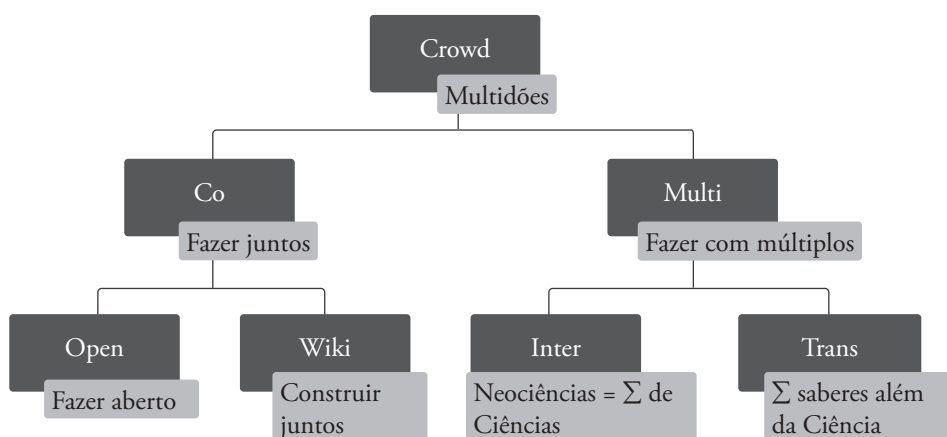 Crowd
Multidões
Co
Fazer juntos
Multi
Fazer com múltiplos
Open
Fazer aberto
Wiki
Construir
juntos
Inter
Neociências = ∑ de
Ciências
Trans
∑ saberes além
da Ciência